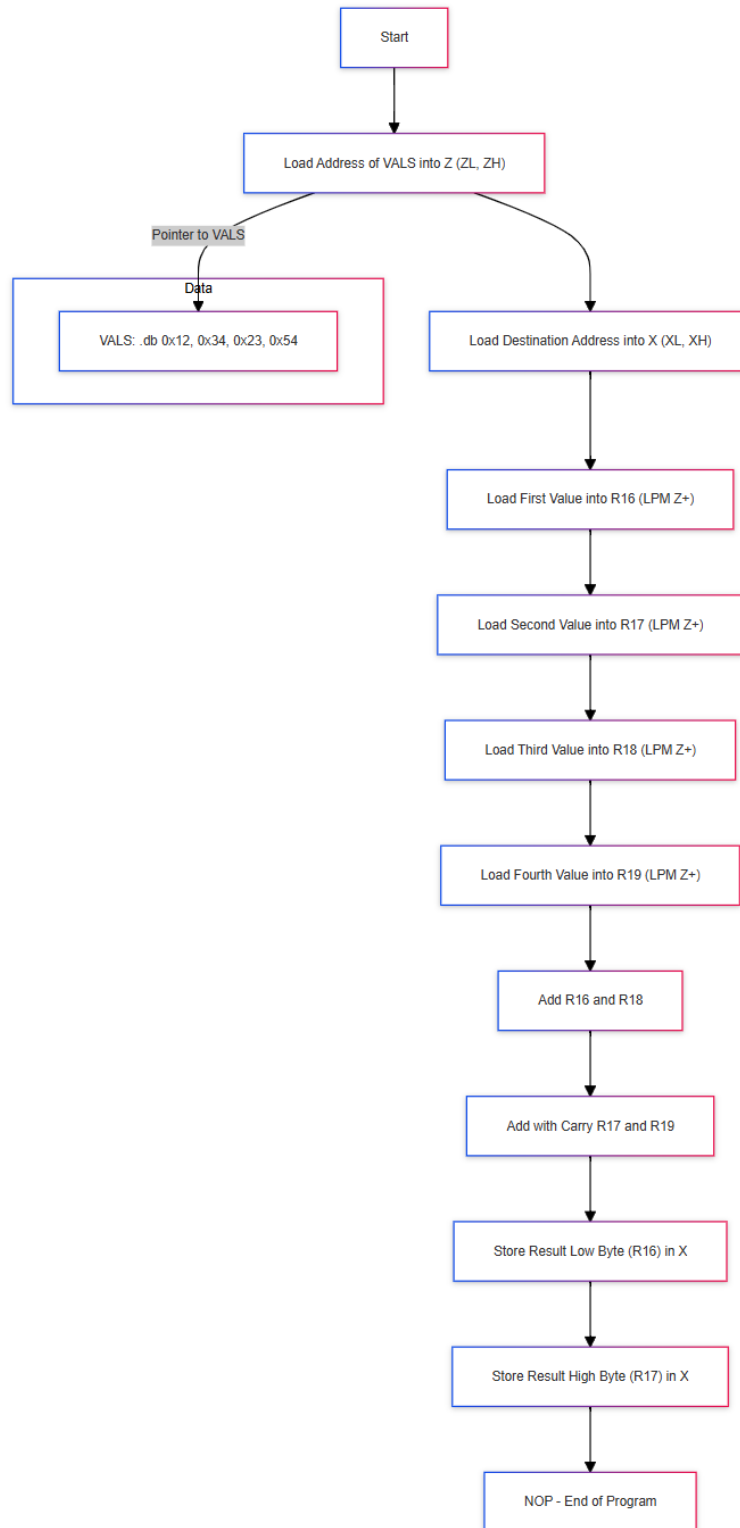 Start
Load Address of VALS into Z (ZL, ZH)
Pointer to VALS
Data
VALS: .db 0x12, 0x34, 0x23, 0x54
Load Destination Address into X (XL, XH)
Load First Value into R16 (LPM Z+)
Load Second Value into R17 (LPM Z+)
Load Third Value into R18 (LPM Z+)
Load Fourth Value into R19 (LPM Z+)
Add R16 and R18
Add with Carry R17 and R19
Store Result Low Byte (R16) in X
Store Result High Byte (R17) in X
NOP - End of Program